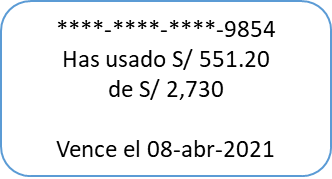 ****-****-****-9854
Has usado S/ 551.20
de S/ 2,730
Vence el 08-abr-2021